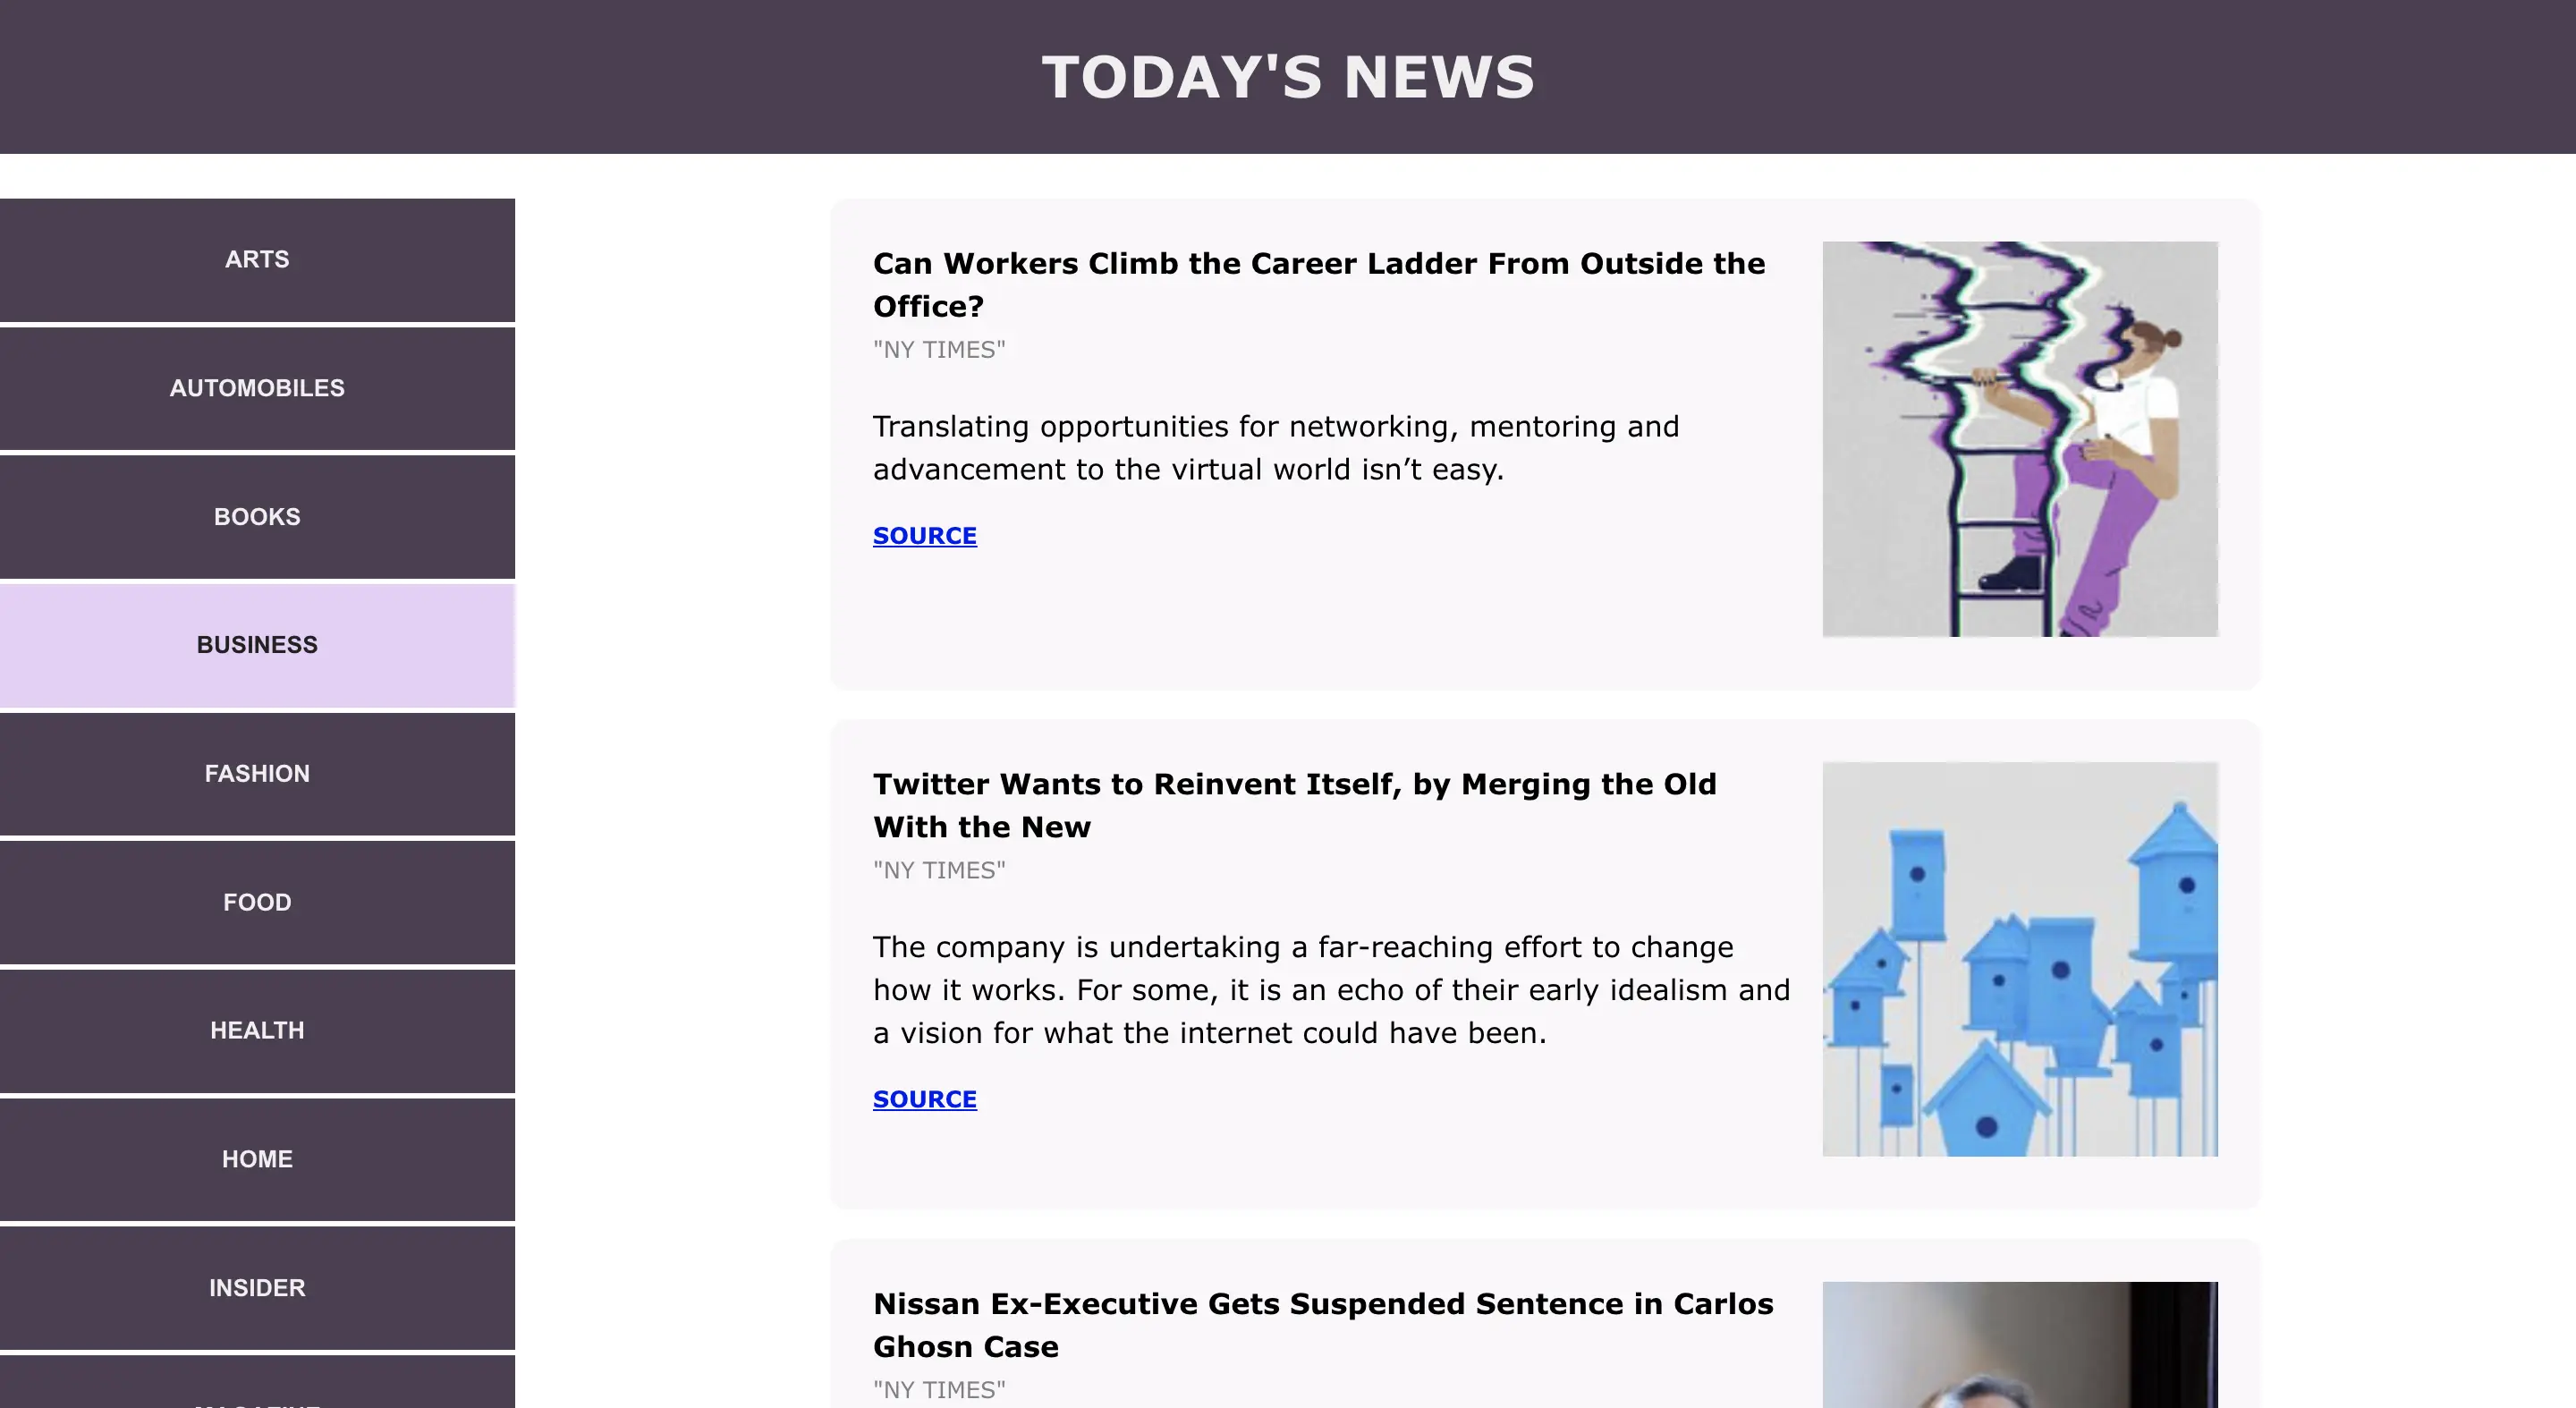 TODAY'S NEWS
ARTS
AUTOMOBILES
BOOKS
BUSINESS
FASHION
FOOD
HEALTH
HOME
INSIDER
Can Workers Climb the Career Ladder From Outside the
Office?
"NY TIMES"
Translating opportunities for networking, mentoring and
advancement to the virtual world isn’t easy.
SOURCE
Twitter Wants to Reinvent Itself, by Merging the Old
With the New
"NY TIMES"
The company is undertaking a far-reaching effort to change
how it works. For some, it is an echo of their early idealism and
a vision for what the internet could have been.
SOURCE
Nissan Ex-Executive Gets Suspended Sentence in Carlos
Ghosn Case
"NY TIMES"